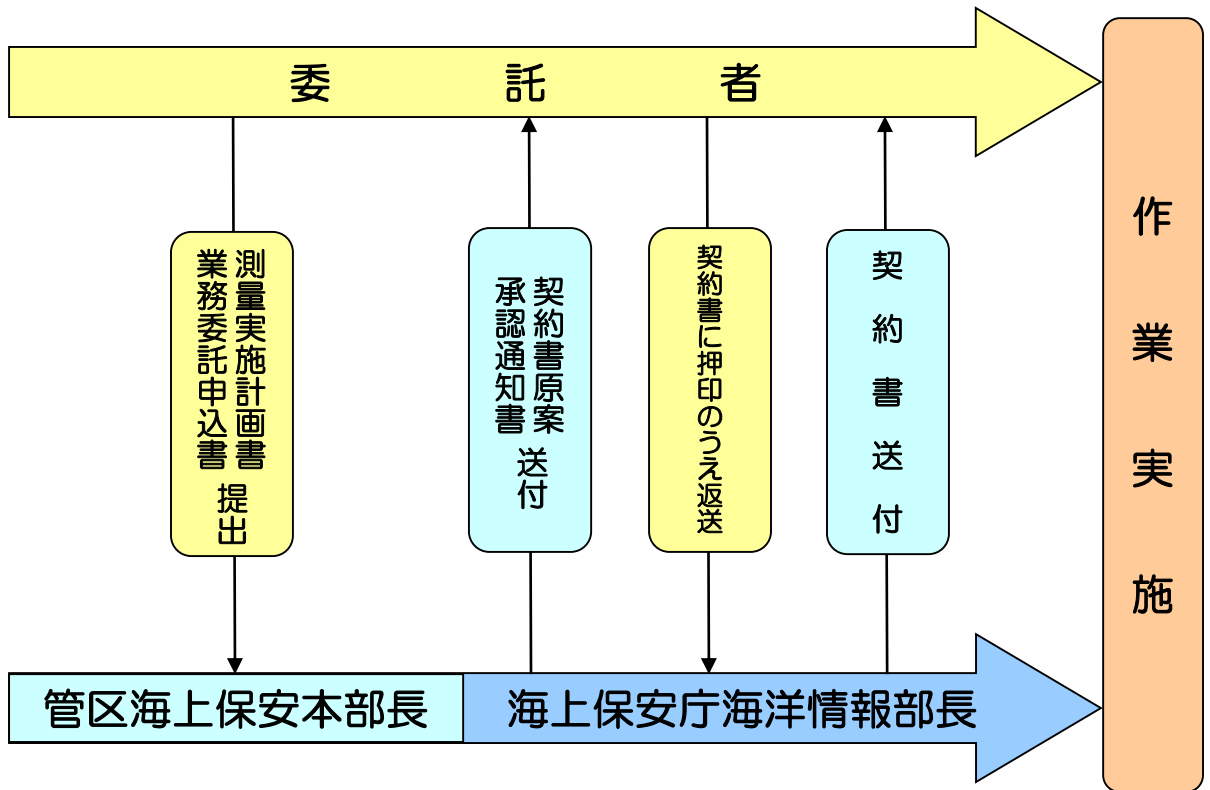 委託者
測量実施計画書
業務委託申込書
提出
契約書原案
承認通知書
送付
契約書に押印のうえ返送
契約書送付
管区海上保安本部長
海上保安庁海洋情報部長
作業実施